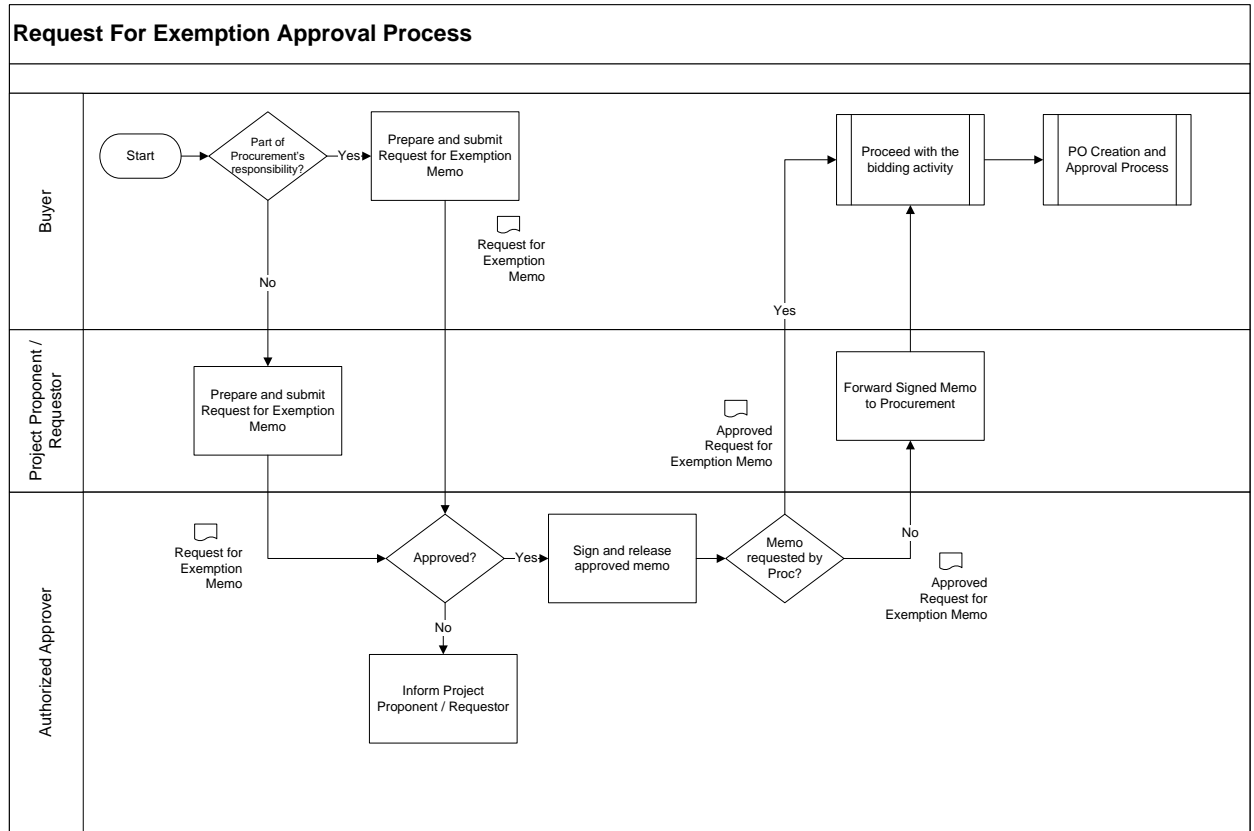 Request For Exemption Approval Process
Buyer
Start
Part of
Procurement's
responsibility?
Yes
Prepare and submit
Request for Exemption
Memo
Request for
Exemption
Memo
No
Proceed with the
bidding activity
PO Creation and
Approval Process
Yes
Project Proponent /
Requestor
Prepare and submit
Request for Exemption
Memo
Approved
Request for
Exemption Memo
Forward Signed Memo
to Procurement
Authorized Approver
Request for
Exemption
Memo
Approved?
Yes
Sign and release
approved memo
Memo
requested by
Proc?
No
Approved
Request for
Exemption Memo
No
Inform Project
Proponent / Requestor